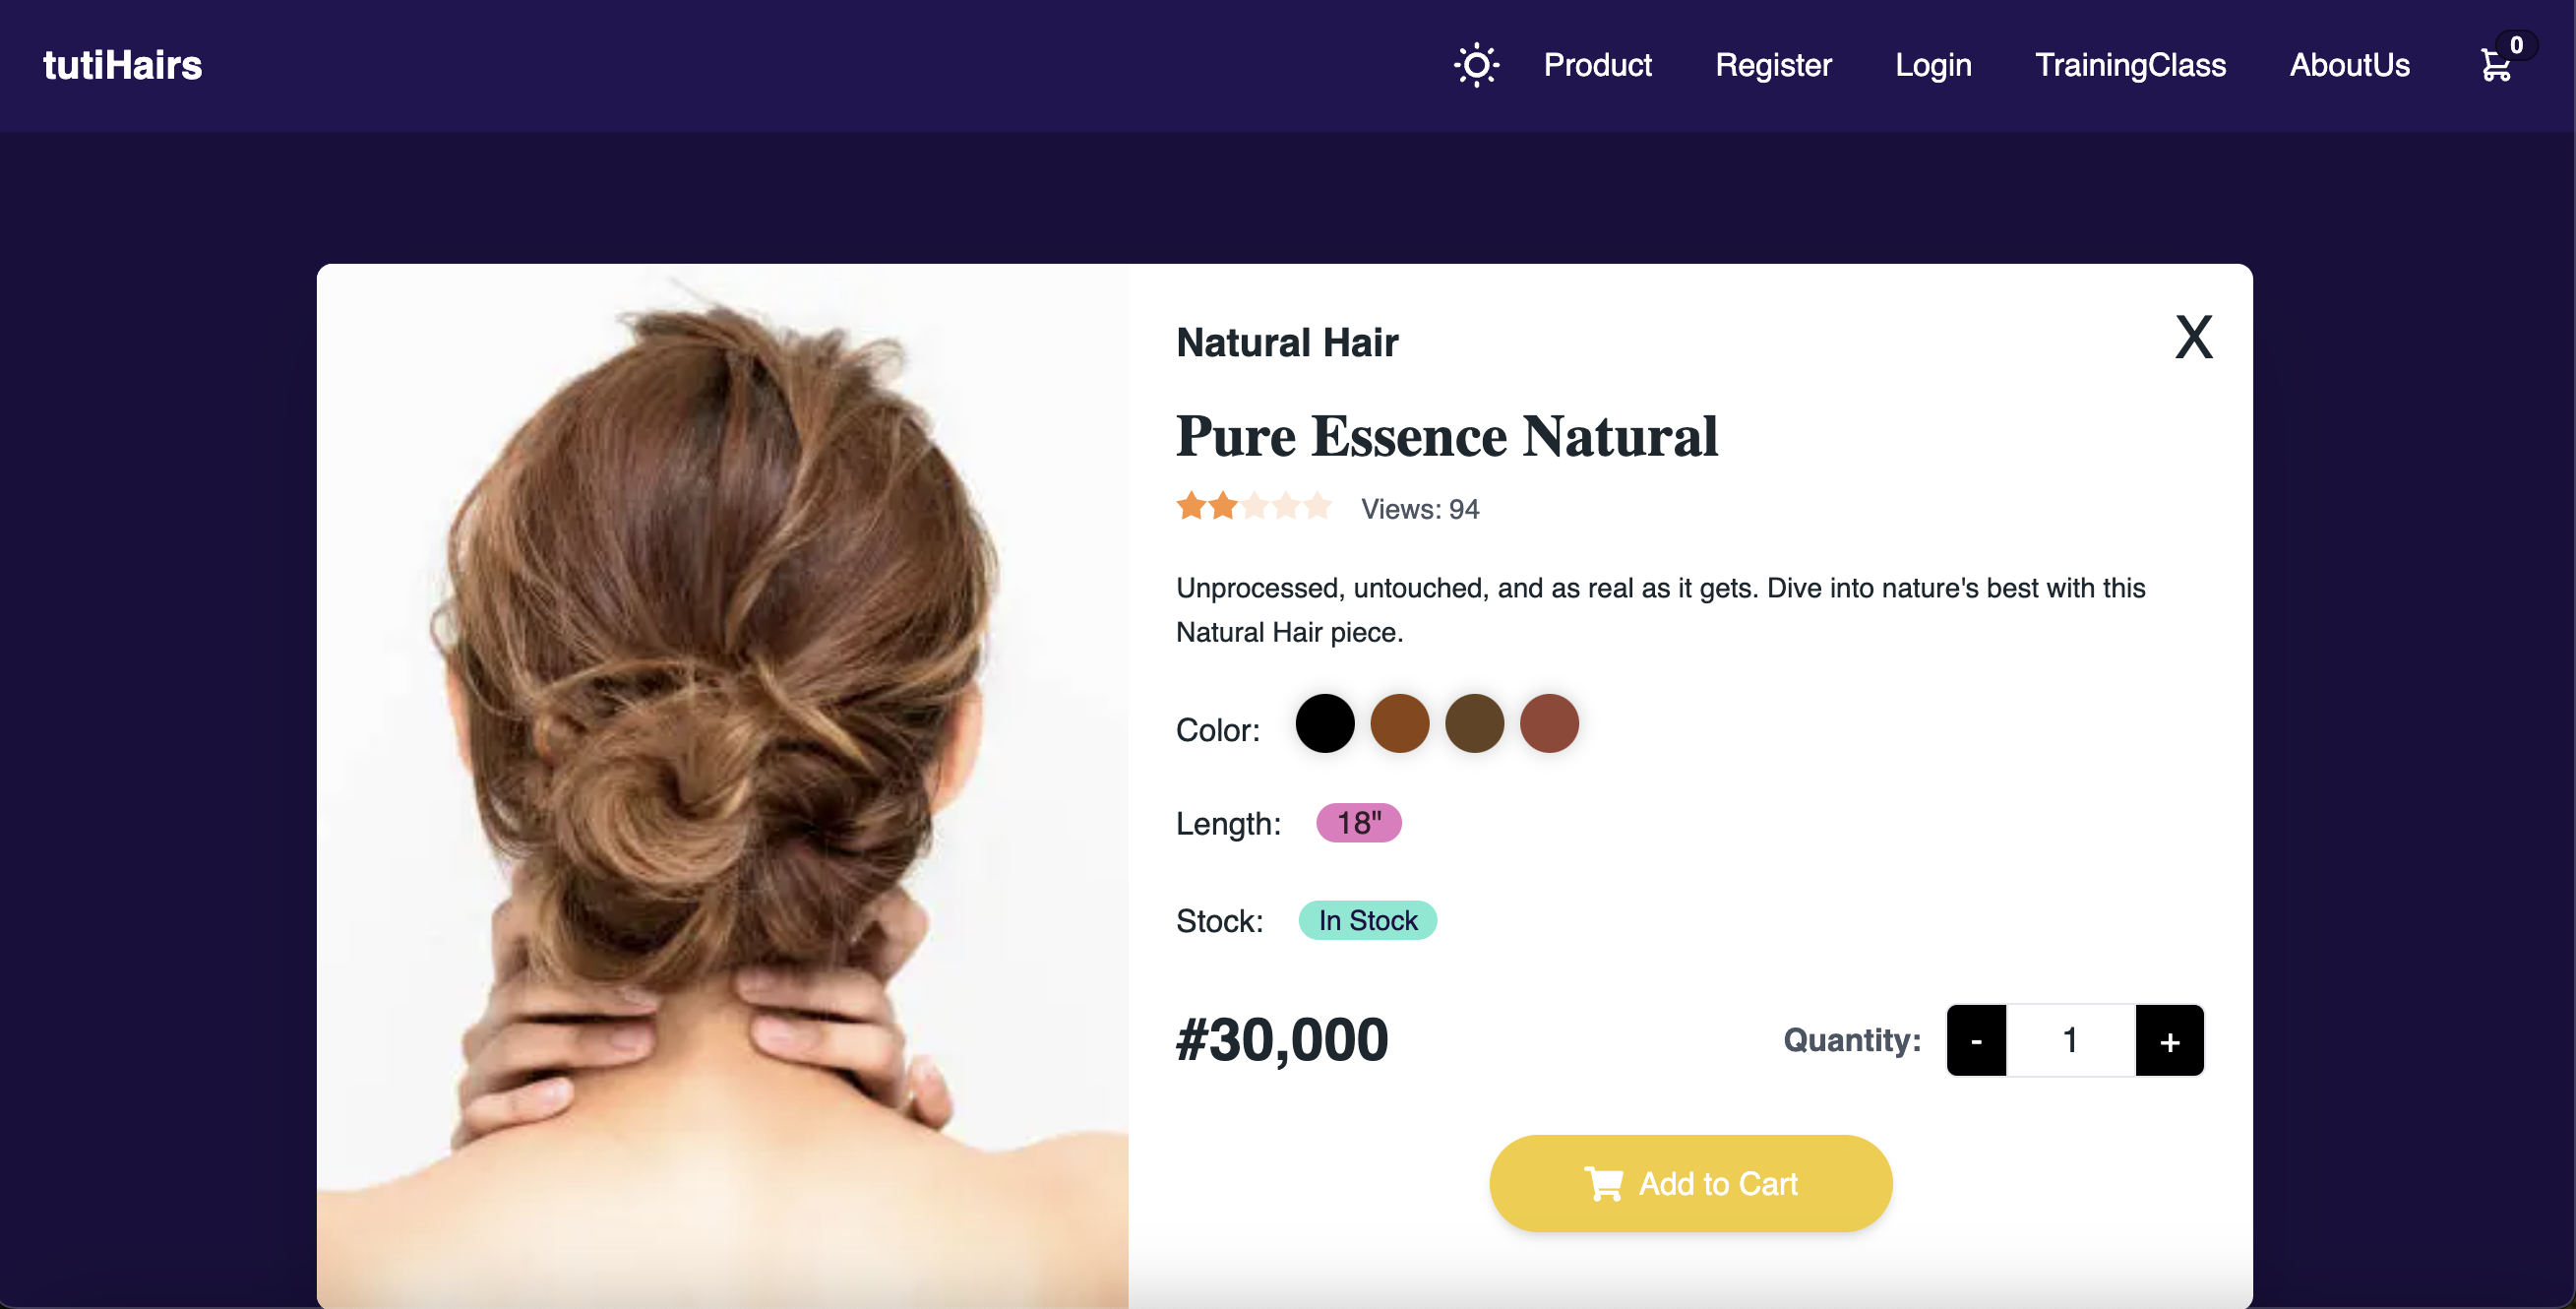 tutiHairs
Product Register Login TrainingClass AboutUs 0
Natural Hair X
Pure Essence Natural
Views: 94
Unprocessed, untouched, and as real as it gets. Dive into nature's best with this
Natural Hair piece.
Color:
Length: 18"
Stock: In Stock
#30,000 Quantity: - 1 +
Add to Cart